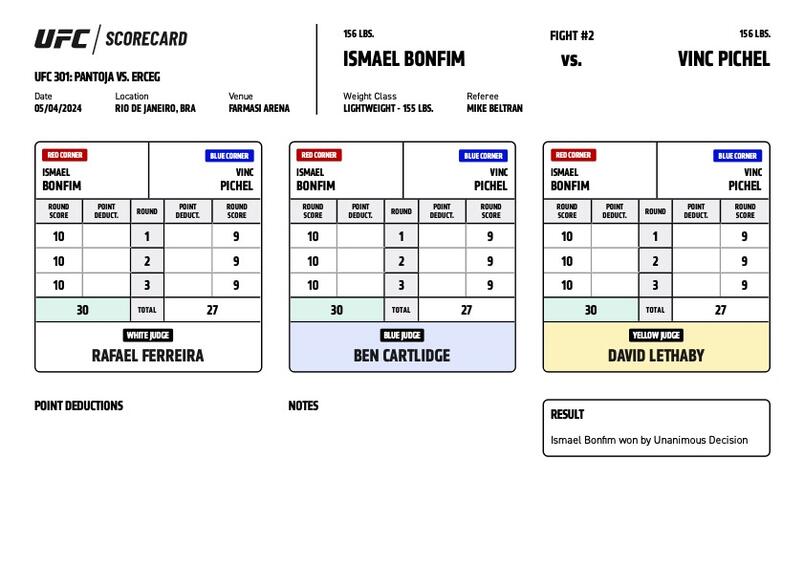 UFC / SCORECARD
UFC 301: PANTOJA VS. ERCEG
Date Location Venue
05/04/2024 RIO DE JANEIRO, BRA FARMASI ARENA
156 LBS. FIGHT #2 156 LBS.
ISMAEL BONFIM vs. VINC PICHEL
Weight Class Referee
LIGHTWEIGHT - 155 LBS. MIKE BELTRAN
RED CORNER BLUE CORNER
ISMAEL VINC
BONFIM PICHEL
ROUND SCORE POINT DEDUCT. ROUND POINT DEDUCT. ROUND SCORE
10 1 9
10 2 9
10 3 9
30 TOTAL 27
WHITE JUDGE
RAFAEL FERREIRA
RED CORNER BLUE CORNER
ISMAEL VINC
BONFIM PICHEL
ROUND SCORE POINT DEDUCT. ROUND POINT DEDUCT. ROUND SCORE
10 1 9
10 2 9
10 3 9
30 TOTAL 27
BLUE JUDGE
BEN CARTLIDGE
RED CORNER BLUE CORNER
ISMAEL VINC
BONFIM PICHEL
ROUND SCORE POINT DEDUCT. ROUND POINT DEDUCT. ROUND SCORE
10 1 9
10 2 9
10 3 9
30 TOTAL 27
YELLOW JUDGE
DAVID LETHABY
POINT DEDUCTIONS
NOTES
RESULT
Ismael Bonfim won by Unanimous Decision